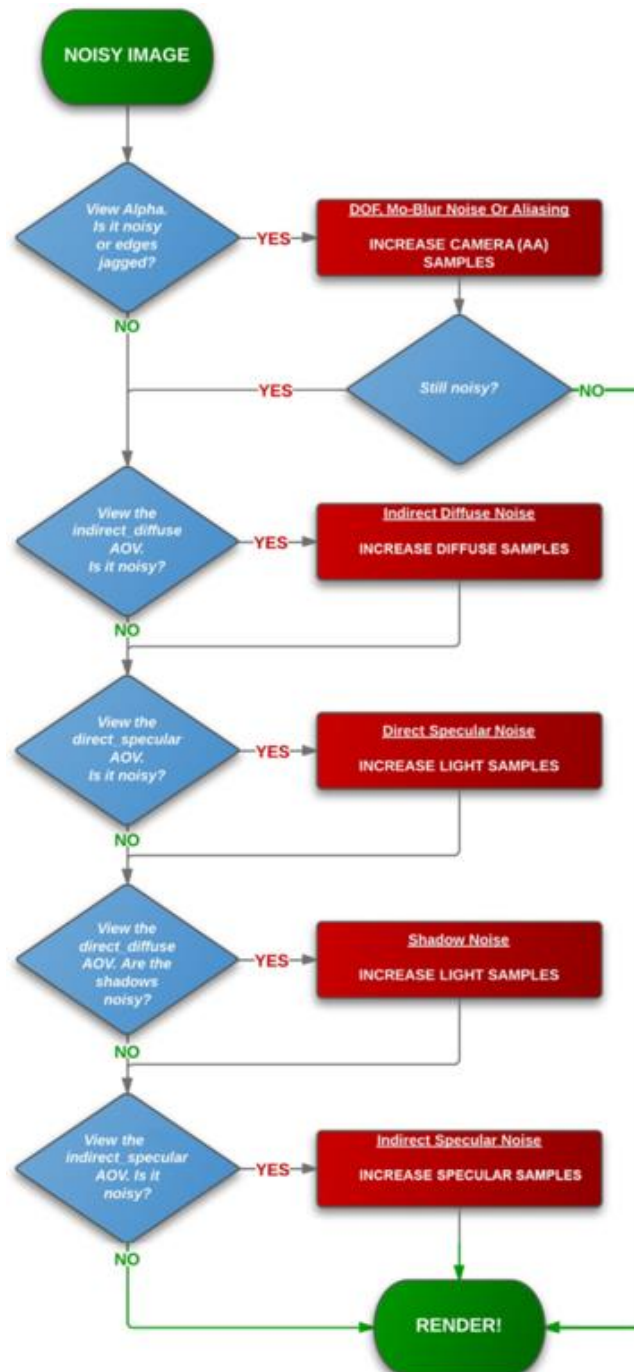 NOISY IMAGE
View Alpha.
Is it noisy
or edges
jagged?
YES
DOF, Mo-Blur Noise Or Aliasing
INCREASE CAMERA (AA)
SAMPLES
NO
YES
Still noisy?
NO
View the
indirect_diffuse
AOV.
Is it noisy?
YES
Indirect Diffuse Noise
INCREASE DIFFUSE SAMPLES
NO
View the
direct_specular
AOV.
Is it noisy?
YES
Direct Specular Noise
INCREASE LIGHT SAMPLES
NO
View the
direct_diffuse
AOV. Are the
shadows
noisy?
YES
Shadow Noise
INCREASE LIGHT SAMPLES
NO
View the
indirect_specular
AOV. Is it
noisy?
YES
Indirect Specular Noise
INCREASE SPECULAR SAMPLES
NO
RENDER!